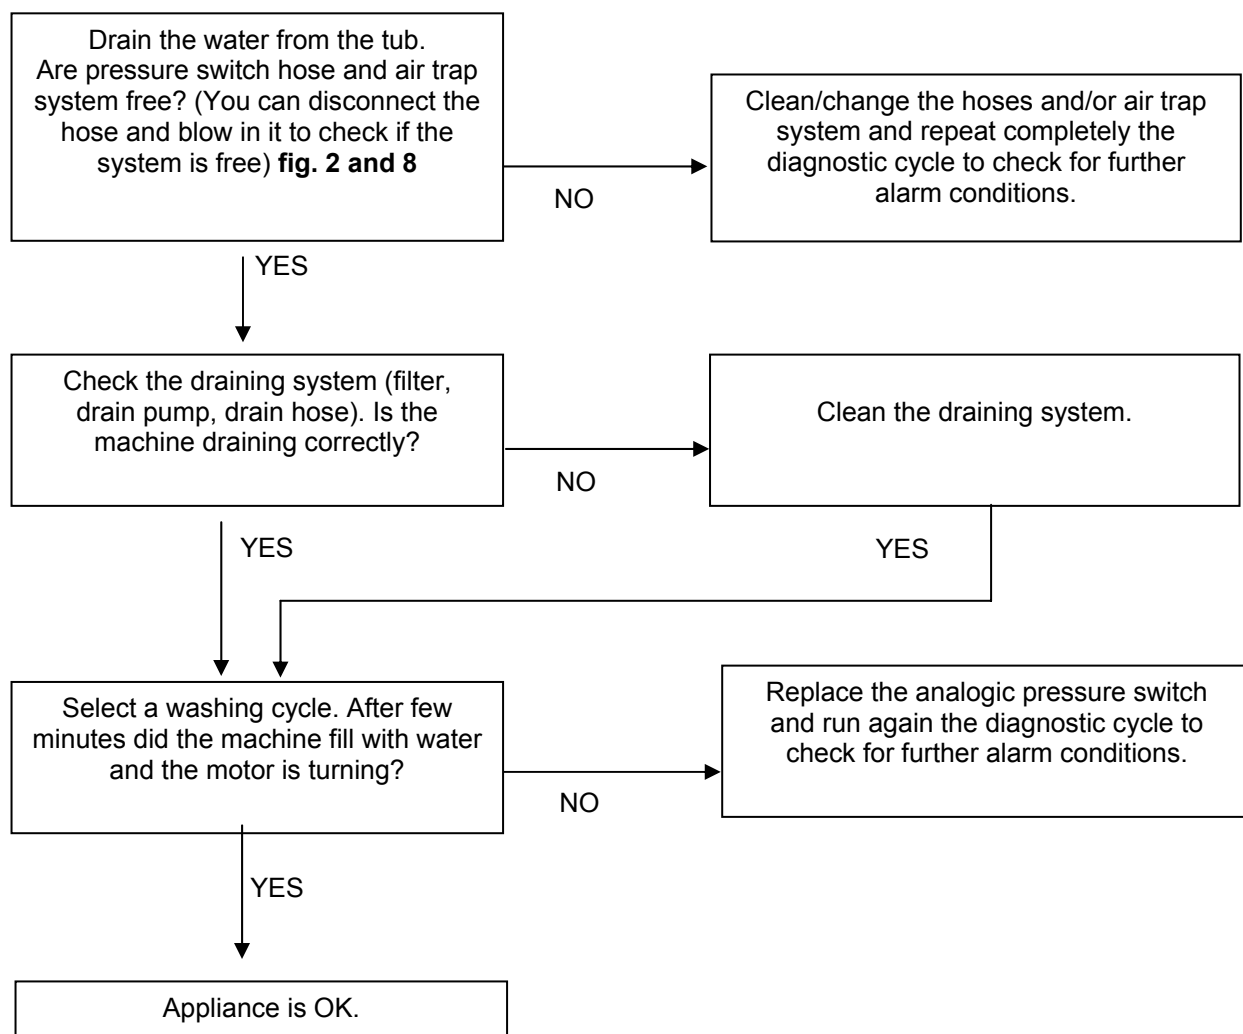 Drain the water from the tub.
Are pressure switch hose and air trap
system free? (You can disconnect the
hose and blow in it to check if the
system is free) fig. 2 and 8
Clean/change the hoses and/or air trap
system and repeat completely the
diagnostic cycle to check for further
alarm conditions.
NO
YES
Check the draining system (filter,
drain pump, drain hose). Is the
machine draining correctly?
Clean the draining system.
NO
YES
YES
Select a washing cycle. After few
minutes did the machine fill with water
and the motor is turning?
Replace the analogic pressure switch
and run again the diagnostic cycle to
check for further alarm conditions.
NO
YES
Appliance is OK.